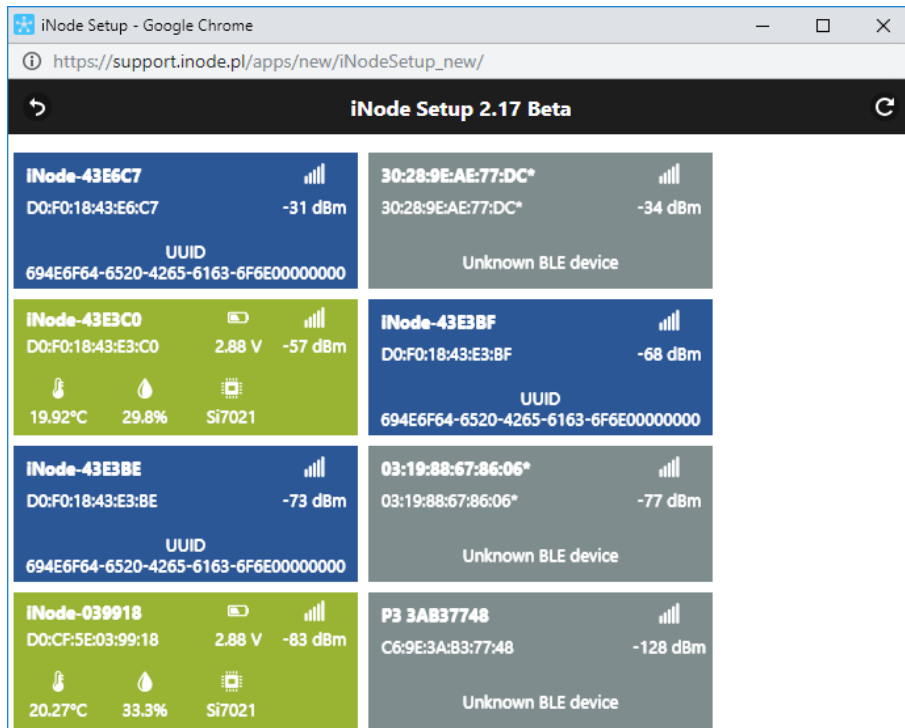 iNode Setup - Google Chrome
https://support.inode.pl/apps/new/iNodeSetup_new/
iNode Setup 2.17 Beta
iNode-43E6C7
D0:F0:18:43:E6:C7 -31 dBm
UUID
694E6F64-6520-4265-6163-6F6E00000000
30:28:9E:AE:77:DC*
30:28:9E:AE:77:DC* -34 dBm
Unknown BLE device
iNode-43E3C0
D0:F0:18:43:E3:C0 2.88 V -57 dBm
19.92°C 29.8% Si7021
iNode-43E3BF
D0:F0:18:43:E3:BF -68 dBm
UUID
694E6F64-6520-4265-6163-6F6E00000000
iNode-43E3BE
D0:F0:18:43:E3:BE -73 dBm
UUID
694E6F64-6520-4265-6163-6F6E00000000
03:19:88:67:86:06*
03:19:88:67:86:06* -77 dBm
Unknown BLE device
iNode-039918
D0:CF:5E:03:99:18 2.88 V -83 dBm
20.27°C 33.3% Si7021
P3 3AB37748
C6:9E:3A:B3:77:48 -128 dBm
Unknown BLE device